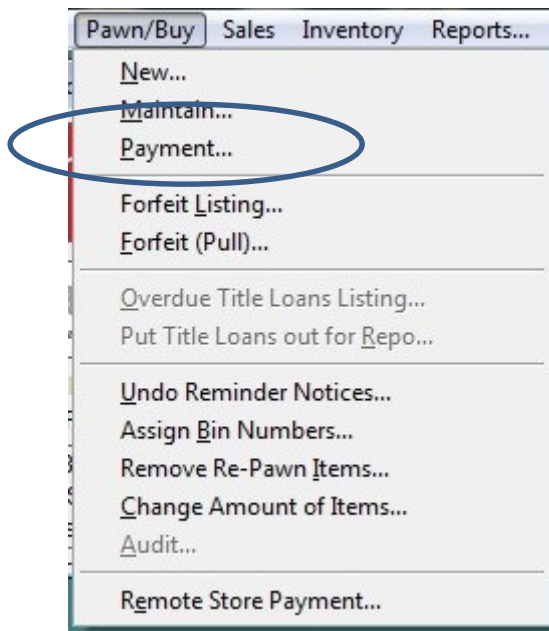 Pawn/Buy Sales Inventory Reports...
New...
Maintain...
Payment...
Forfeit Listing...
Forfeit (Pull)...
Overdue Title Loans Listing...
Put Title Loans out for Repo...
Undo Reminder Notices...
Assign Bin Numbers...
Remove Re-Pawn Items...
Change Amount of Items...
Audit...
Remote Store Payment...